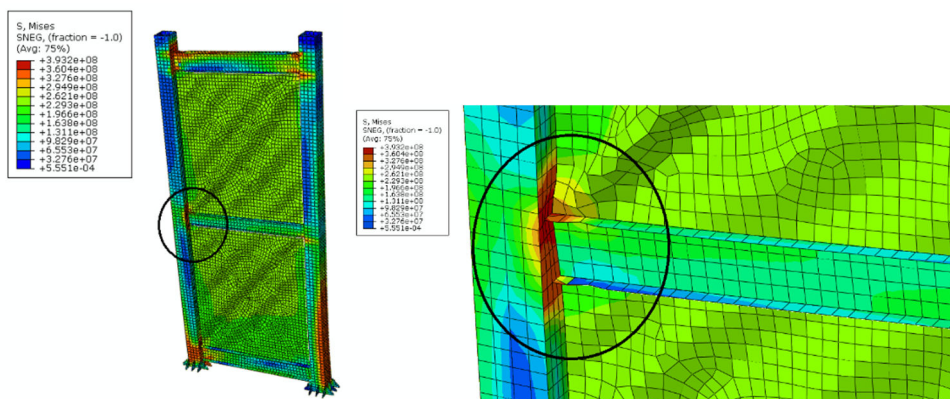 S, Mises
SNEG, (fraction = -1.0)
(Avg: 75%)
+3.932e+08
+3.604e+08
+3.276e+08
+2.949e+08
+2.621e+08
+2.293e+08
+1.966e+08
+1.638e+08
+1.311e+08
+9.829e+07
+6.553e+07
+3.276e+07
+5.551e-04
S, Mises
SNEG, (fraction = -1.0)
(Avg: 75%)
+3.932e+08
+3.604e+08
+3.276e+08
+2.949e+08
+2.621e+08
+2.293e+08
+1.966e+08
+1.638e+08
+1.311e+08
+9.829e+07
+6.553e+07
+3.276e+07
+5.551e-04